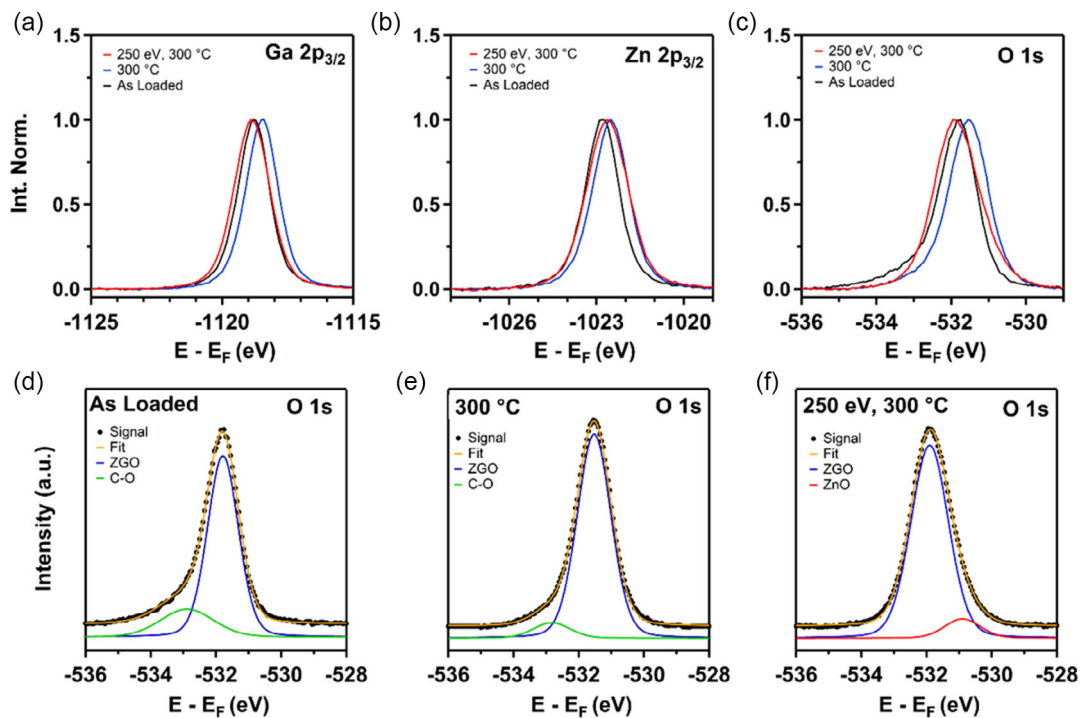 (a)
1.5
250 eV, 300 °C
300 °C
As Loaded
Ga 2p3/2
Int. Norm.
1.0
0.5
0.0
-1125
-1120
-1115
E - EF (eV)
(b)
1.5
250 eV, 300 °C
300 °C
As Loaded
Zn 2p3/2
1.0
0.5
0.0
-1026
-1023
-1020
E - EF (eV)
(c)
1.5
250 eV, 300 °C
300 °C
As Loaded
O 1s
1.0
0.5
0.0
-536
-534
-533
-531
-529
E - EF (eV)
(d)
As Loaded
O 1s
Signal
Fit
ZGO
C-O
Intensity (a.u.)
-536
-534
-532
-530
-528
E - EF (eV)
(e)
300 °C
O 1s
Signal
Fit
ZGO
C-O
-536
-534
-532
-530
-528
E - EF (eV)
(f)
250 eV, 300 °C
O 1s
Signal
Fit
ZGO
ZnO
-536
-534
-532
-530
-528
E - EF (eV)